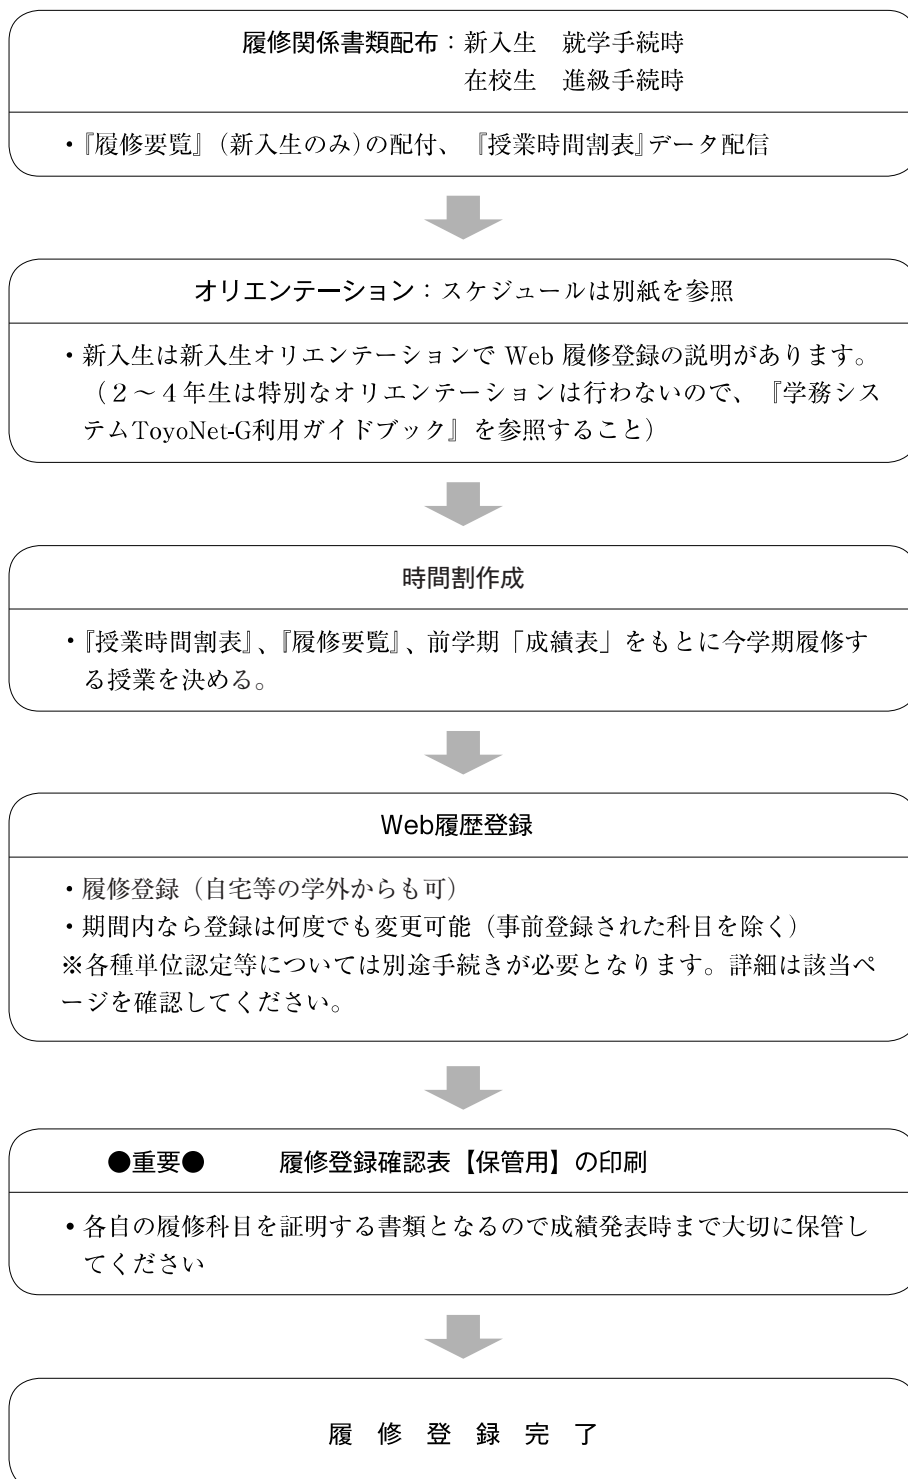 履修関係書類配布：新入生　就学手続時
在校生　進級手続時
・『履修要覧』（新入生のみ）の配付、『授業時間割表』データ配信
オリエンテーション：スケジュールは別紙を参照
・新入生は新入生オリエンテーションで Web 履修登録の説明があります。
（２～４年生は特別なオリエンテーションは行わないので、『学務シス
テムToyoNet-G利用ガイドブック』を参照すること）
時間割作成
・『授業時間割表』、『履修要覧』、前学期「成績表」をもとに今学期履修す
る授業を決める。
Web履歴登録
・履修登録（自宅等の学外からも可）
・期間内なら登録は何度でも変更可能（事前登録された科目を除く）
※各種単位認定等については別途手続きが必要となります。詳細は該当ペ
ージを確認してください。
●重要●　履修登録確認表【保管用】の印刷
・各自の履修科目を証明する書類となるので成績発表時まで大切に保管し
てください
履　修　登　録　完　了